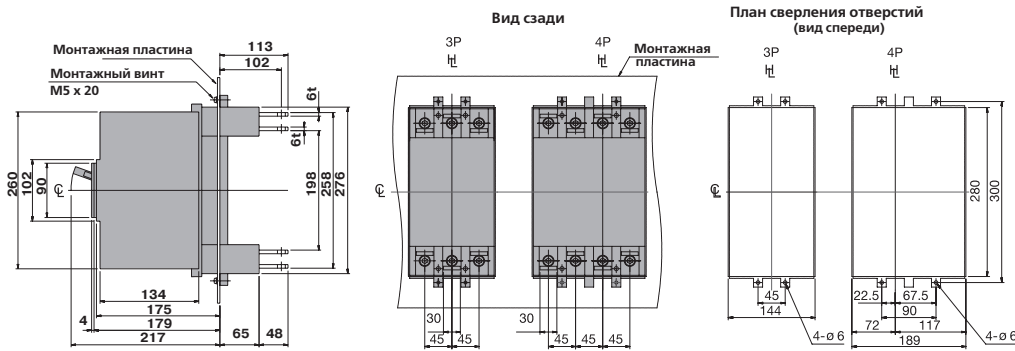 Вид сзади
План сверления отверстий
(вид спереди)
Монтажная пластина
Монтажный винт
M5 x 20
113
102
6t
6t
260
102
90
198
258
276
134
175
4
179
217
65
48
3P
4P
Монтажная
пластина
30
45
45
30
45
45
45
3P
4P
280
300
45
144
4-ø 6
22.5
67.5
90
72
117
189
4-ø 6